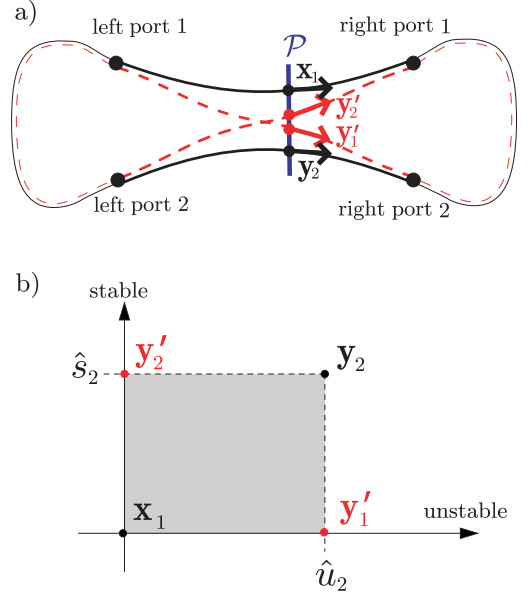 a)
left port 1
right port 1
𝒫
x₁
y₂′
y₁′
y₂
left port 2
right port 2
b)
stable
ŝ₂
y₂′
y₂
x₁
y₁′
unstable
û₂